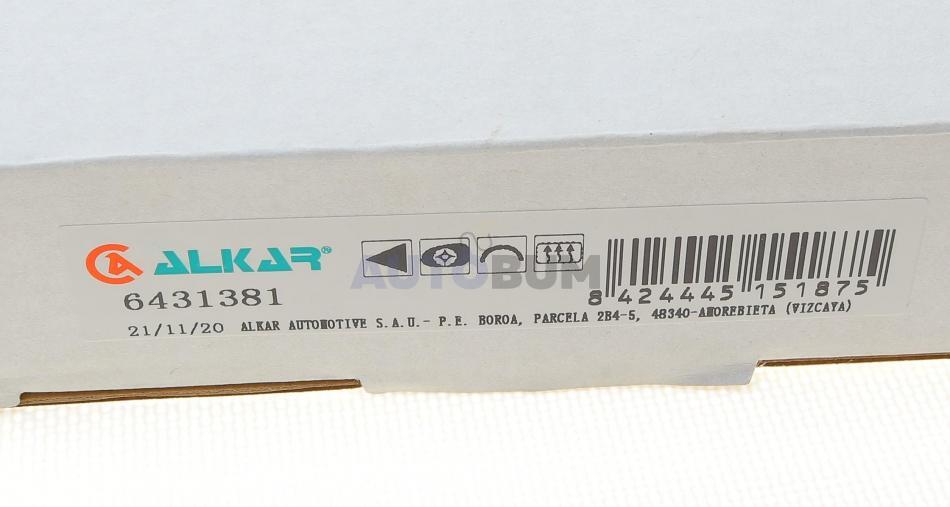 ALKAR®
6431381
8 424445 151875
21/11/20 ALKAR AUTOMOTIVE S.A.U.- P.E. BOROA, PARCELA 2B4-5, 48340-AMOREBIETA (VIZCAYA)
AUTOBUM